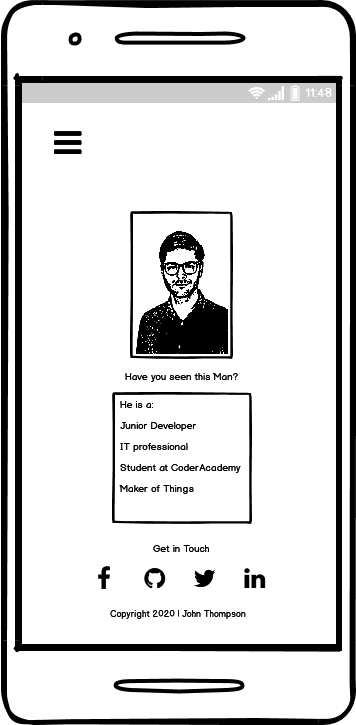 11:48
Have you seen this Man?
He is a:
Junior Developer
IT professional
Student at CoderAcademy
Maker of Things
Get in Touch
Copyright 2020 | John Thompson